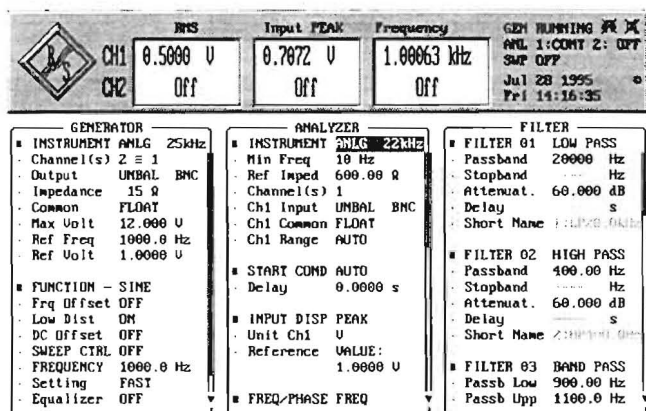 RMS Input PEAK Frequency
GEN RUNNING
ANL 1:CONT 2: OFF
SWP OFF
Jul 28 1995
Fri 14:16:35
R S
CH1 0.5000 V 0.7072 V 1.00063 kHz
CH2 Off Off Off
GENERATOR
INSTRUMENT ANLG 25kHz
Channel(s) 2 ≡ 1
Output UNBAL BNC
Impedance 15 Ω
Common FLOAT
Max Volt 12.000 V
Ref Freq 1000.0 Hz
Ref Volt 1.0000 V
FUNCTION - SINE
Frq Offset OFF
Low Dist ON
DC Offset OFF
SWEEP CTRL OFF
FREQUENCY 1000.0 Hz
Setting FAST
Equalizer OFF
ANALYZER
INSTRUMENT ANLG 22kHz
Min Freq 10 Hz
Ref Imped 600.00 Ω
Channel(s) 1
Ch1 Input UNBAL BNC
Ch1 Common FLOAT
Ch1 Range AUTO
START COND AUTO
Delay 0.0000 s
INPUT DISP PEAK
Unit Ch1 V
Reference VALUE:
1.0000 V
FREQ/PHASE FREQ
FILTER
FILTER 01 LOW PASS
Passband 20000 Hz
Stopband Hz
Attenuat. 60.000 dB
Delay s
Short Name
FILTER 02 HIGH PASS
Passband 400.00 Hz
Stopband Hz
Attenuat. 60.000 dB
Delay s
Short Name
FILTER 03 BAND PASS
Passb Low 900.00 Hz
Passb Upp 1100.0 Hz